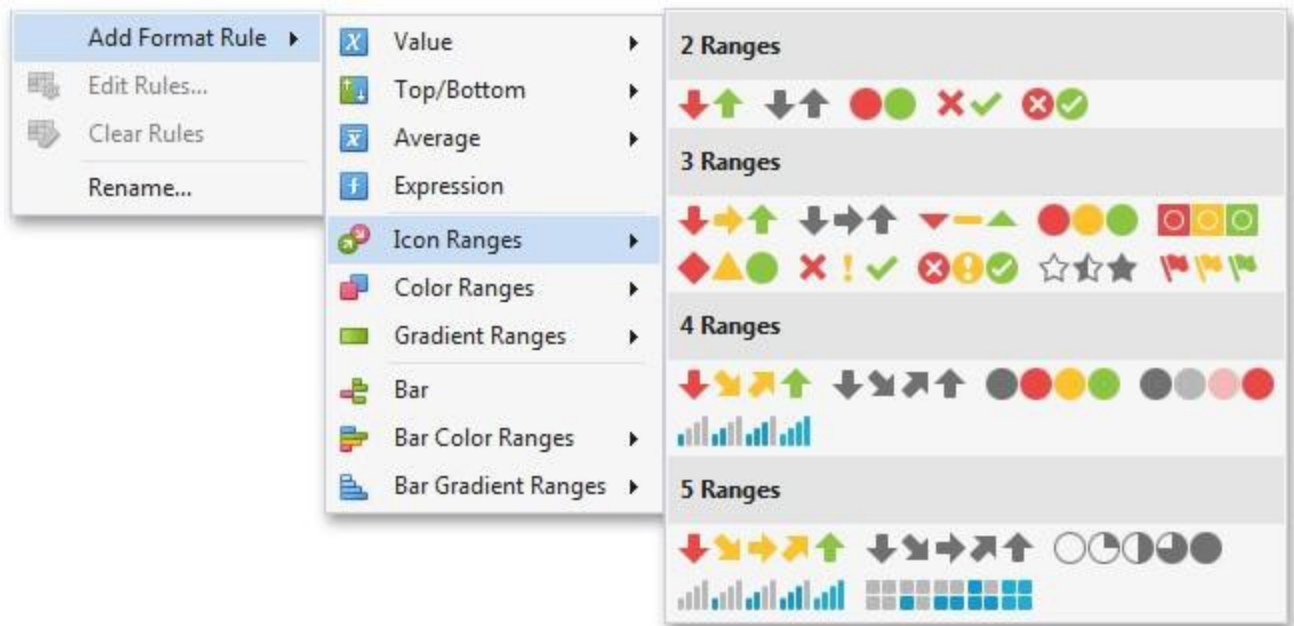 Add Format Rule
Edit Rules...
Clear Rules
Rename...
Value
Top/Bottom
Average
Expression
Icon Ranges
Color Ranges
Gradient Ranges
Bar
Bar Color Ranges
Bar Gradient Ranges
2 Ranges
3 Ranges
4 Ranges
5 Ranges